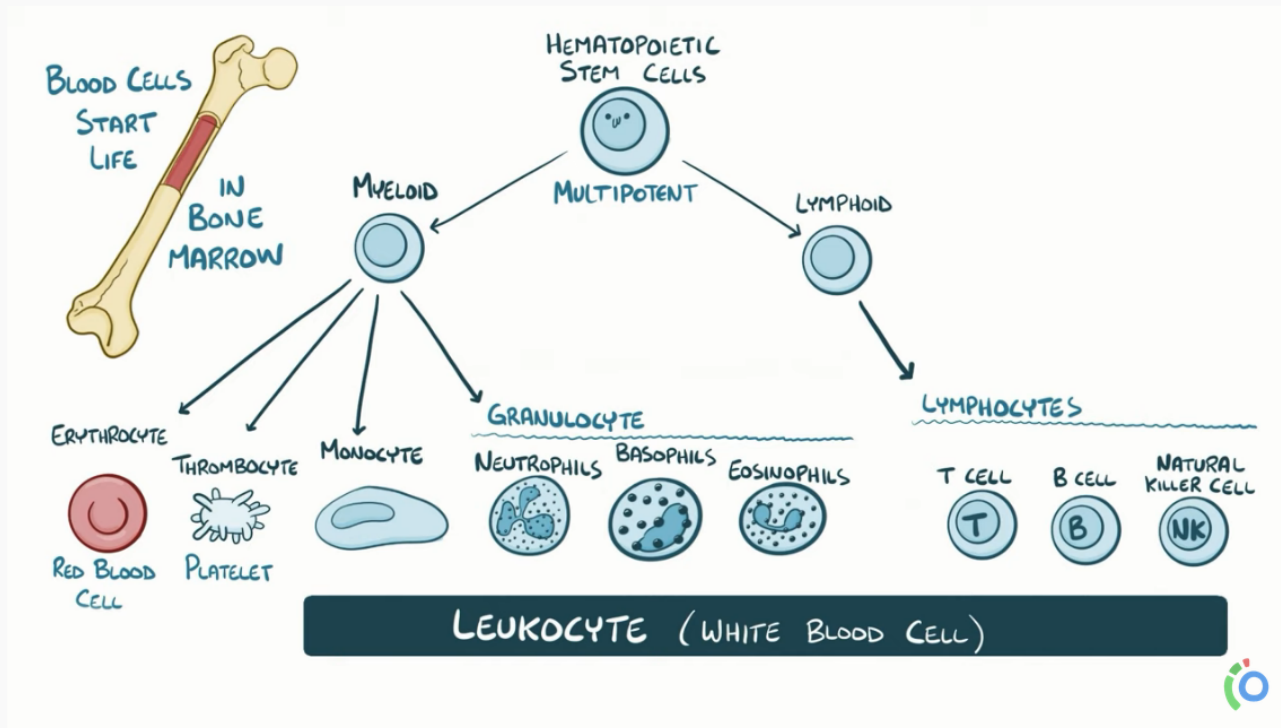 BLOOD CELLS
START
LIFE
IN
BONE
MARROW
HEMATOPOIETIC
STEM CELLS
MULTIPOTENT
MYELOID
LYMPHOID
ERYTHROCYTE
RED BLOOD
CELL
THROMBOCYTE
PLATELET
MONOCYTE
GRANULOCYTE
NEUTROPHILS
BASOPHILS
EOSINOPHILS
LYMPHOCYTES
T CELL
T
B CELL
B
NATURAL
KILLER CELL
NK
LEUKOCYTE (WHITE BLOOD CELL)